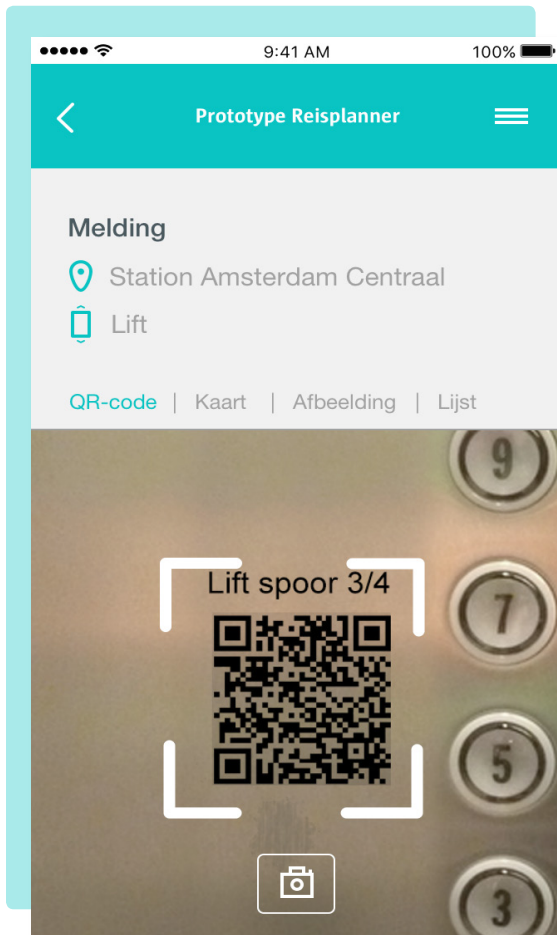 9:41 AM
100%
Prototype Reisplanner
Melding
Station Amsterdam Centraal
Lift
QR-code | Kaart | Afbeelding | Lijst
9
Lift spoor 3/4
7
5
3